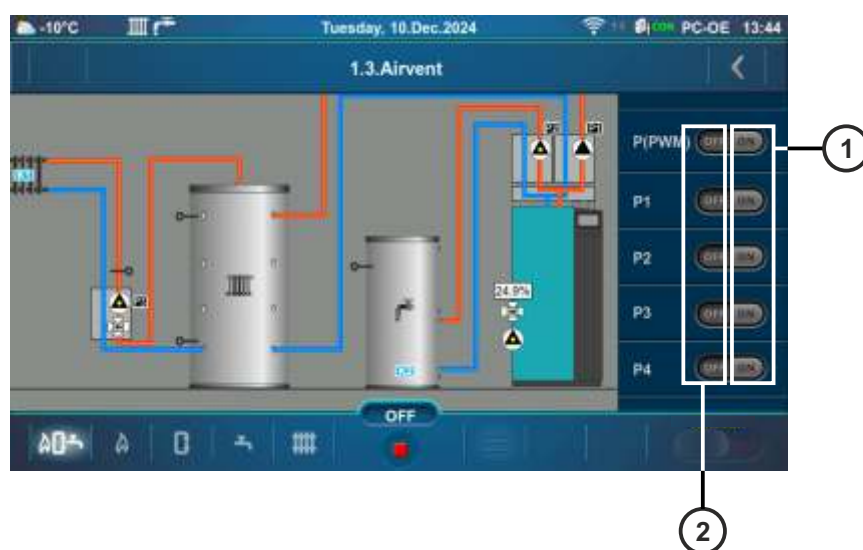 -10°C Tuesday, 10.Dec.2024 CON PC-OE 13:44
1.3.Airvent
P(PWM) OFF ON
P1 OFF ON
P2 OFF ON
24.9%
P3 OFF ON
P4 OFF ON
OFF
1
2